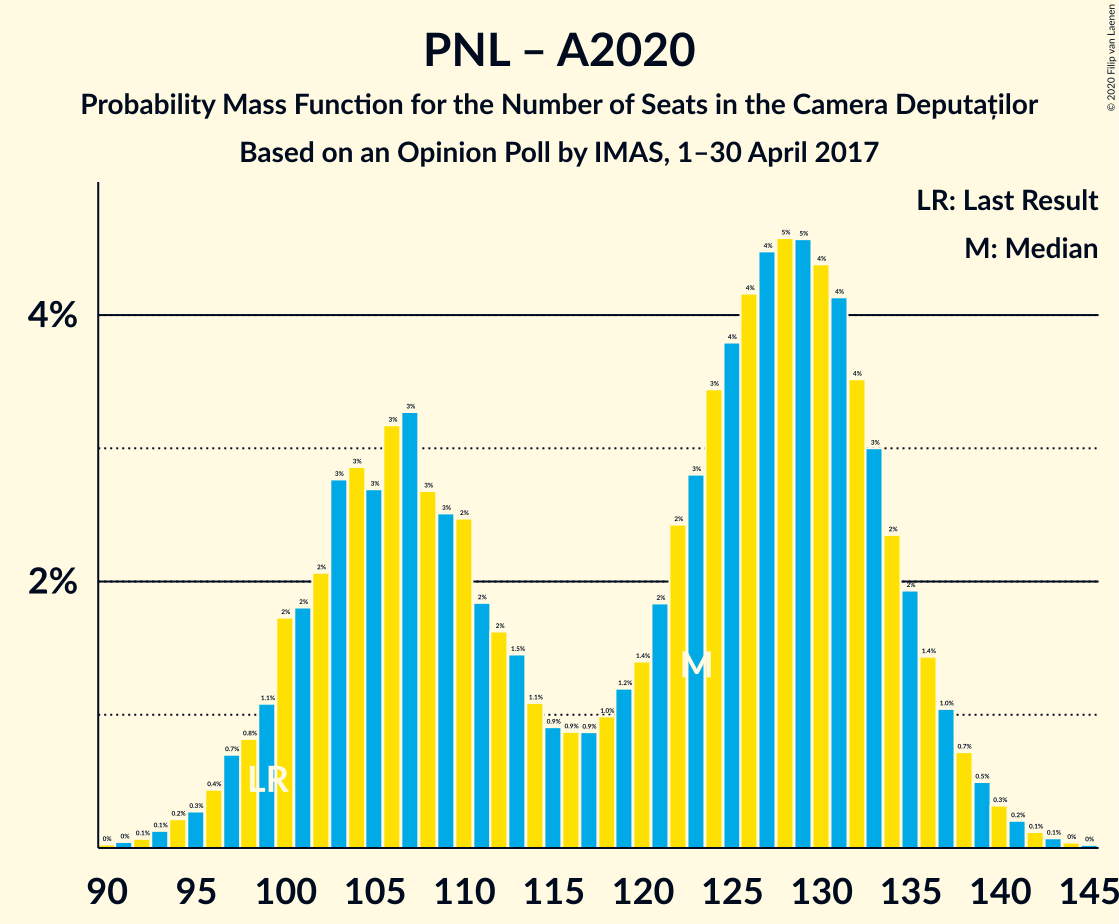 PNL – A2020
Probability Mass Function for the Number of Seats in the Camera Deputaților
Based on an Opinion Poll by IMAS, 1–30 April 2017
© 2020 Filip van Laenen
LR: Last Result
M: Median
4%
2%
0% 0% 0.1% 0.1% 0.2% 0.3% 0.4% 0.7% 0.8% 1.1% 2% 2% 2% 3% 3% 3% 3% 3% 3% 3% 2% 2% 2% 1.5% 1.1% 0.9% 0.9% 0.9% 1.0% 1.2% 1.4% 2% 2% 3% 3% 4% 4% 4% 5% 5% 4% 4% 4% 3% 2% 2% 1.4% 1.0% 0.7% 0.5% 0.3% 0.2% 0.1% 0.1% 0% 0%
LR
M
90 95 100 105 110 115 120 125 130 135 140 145